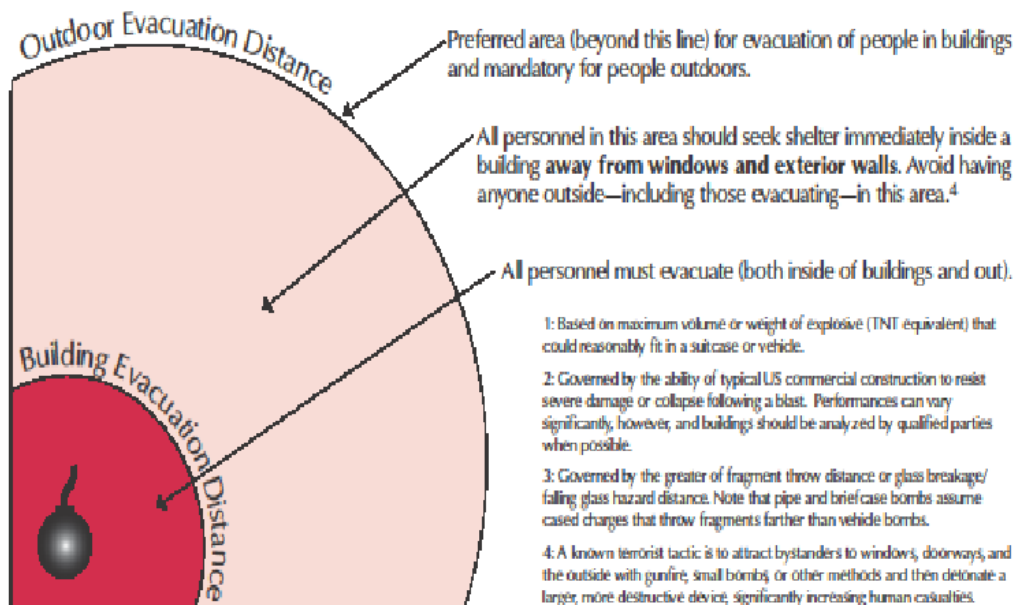 Outdoor Evacuation Distance
Preferred area (beyond this line) for evacuation of people in buildings
and mandatory for people outdoors.
All personnel in this area should seek shelter immediately inside a
building away from windows and exterior walls. Avoid having
anyone outside—including those evacuating—in this area.4
All personnel must evacuate (both inside of buildings and out).
Building Evacuation Distance
1: Based on maximum volume or weight of explosive (TNT equivalent) that
could reasonably fit in a suitcase or vehicle.
2: Governed by the ability of typical US commercial construction to resist
severe damage or collapse following a blast. Performances can vary
significantly, however, and buildings should be analyzed by qualified parties
when possible.
3: Governed by the greater of fragment throw distance or glass breakage/
falling glass hazard distance. Note that pipe and briefcase bombs assume
cased charges that throw fragments farther than vehicle bombs.
4: A known terrorist tactic is to attract bystanders to windows, doorways, and
the outside with gunfire, small bombs, or other methods and then detonate a
larger, more destructive device, significantly increasing human casualties.